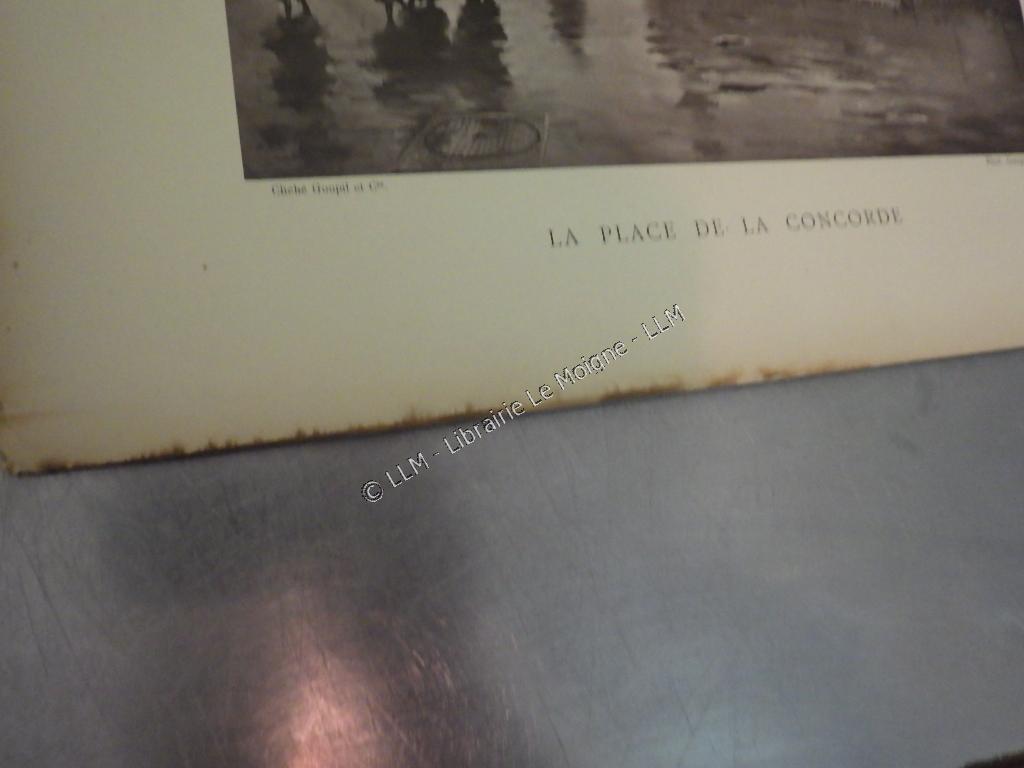 Cliché Goupil et Cie.
LA PLACE DE LA CONCORDE
© LLM - Librairie Le Moigne - LLM